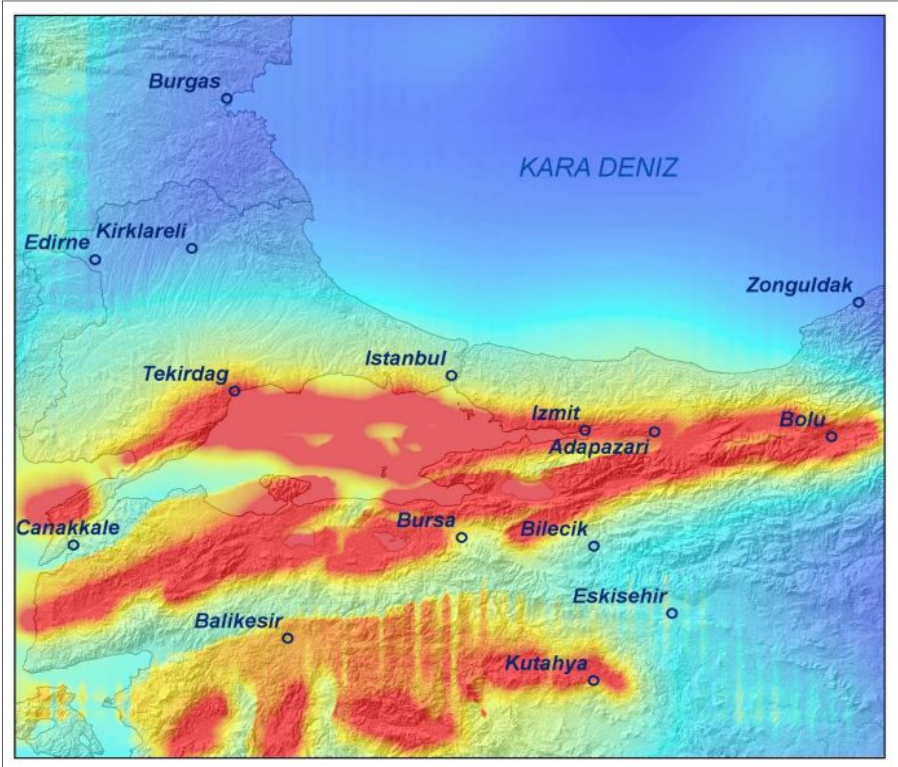 Burgas
KARA DENIZ
Kirklareli
Edirne
Zonguldak
Istanbul
Tekirdag
Izmit
Bolu
Adapazari
Canakkale
Bursa
Bilecik
Eskisehir
Balikesir
Kutahya